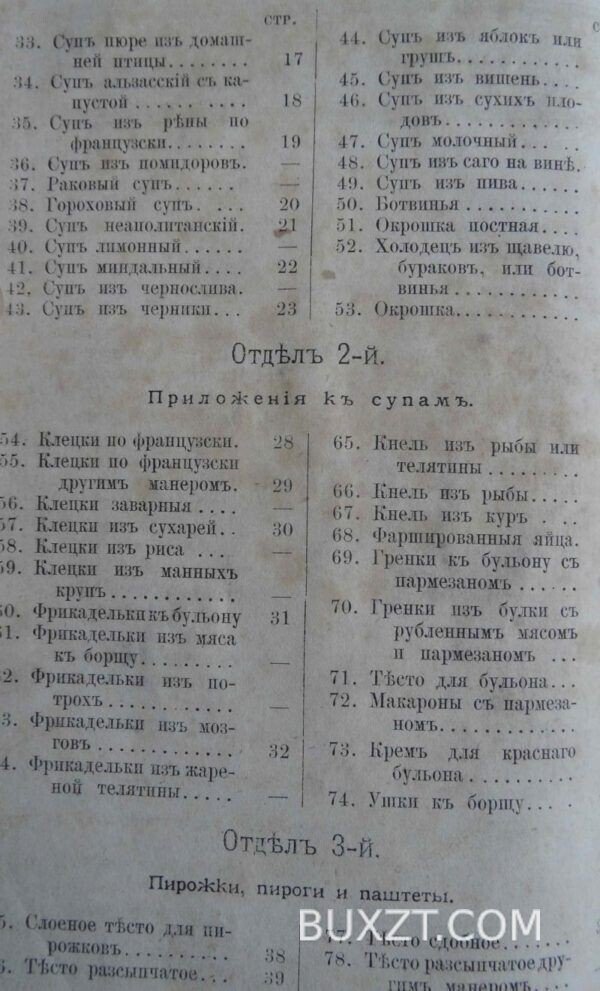 СТР.
33. Супъ пюре изъ домаш-
ней птицы........ 17
34. Супъ альзасскій съ ка-
пустой .......... 18
35. Супъ изъ рѣпы по
французски....... 19
36. Супъ изъ помидоровъ. —
37. Раковый супъ...... —
38. Гороховый супъ. ... 20
39. Супъ неаполитанскій. 21
40. Супъ лимонный...... —
41. Супъ миндальный.... 22
42. Супъ изъ чернослива. —
43. Супъ изъ черники. .. 23
44. Супъ изъ яблокъ или
грушъ............
45. Супъ изъ вишень....
46. Супъ изъ сухихъ пло-
довъ............
47. Супъ молочный ....
48. Супъ изъ саго на винѣ.
49. Супъ изъ пива......
50. Ботвинья ..........
51. Окрошка постная....
52. Холодецъ изъ щавелю,
бураковъ, или бот-
винья ............
53. Окрошка............
Отдѣлъ 2-й.
Приложенія къ супамъ.
54. Клецки по французски. 28
55. Клецки по французски
другимъ манеромъ. 29
56. Клецки заварныя .... —
57. Клецки изъ сухарей.. 30
58. Клецки изъ риса ... —
59. Клецки изъ манныхъ
крупъ............ —
60. Фрикадельки къ бульону 31
61. Фрикадельки изъ мяса
къ борщу......... —
2. Фрикадельки изъ по-
трохъ............ —
3. Фрикадельки изъ моз-
говъ ............ 32
4. Фрикадельки изъ жаре-
ной телятины..... —
65. Кнель изъ рыбы или
телятины .........
66. Кнель изъ рыбы.....
67. Кнель изъ куръ . ..
68. Фаршированныя яйца.
69. Гренки къ бульону съ
пармезаномъ ......
70. Гренки изъ булки съ
рубленнымъ мясомъ
и пармезаномъ ...
71. Тѣсто для бульона...
72. Макароны съ пармеза-
номъ............
73. Кремъ для краснаго
бульона ..........
74. Ушки къ борщу.. ..
Отдѣлъ 3-й.
Пирожки, пироги и паштеты.
5. Слоеное тѣсто для пи-
рожковъ.......... 38
6. Тѣсто разсыпчатое... 39
77. Тѣсто сдобное......
78. Тѣсто разсыпчатое дру-
гимъ манеромъ....
BUXZT.COM